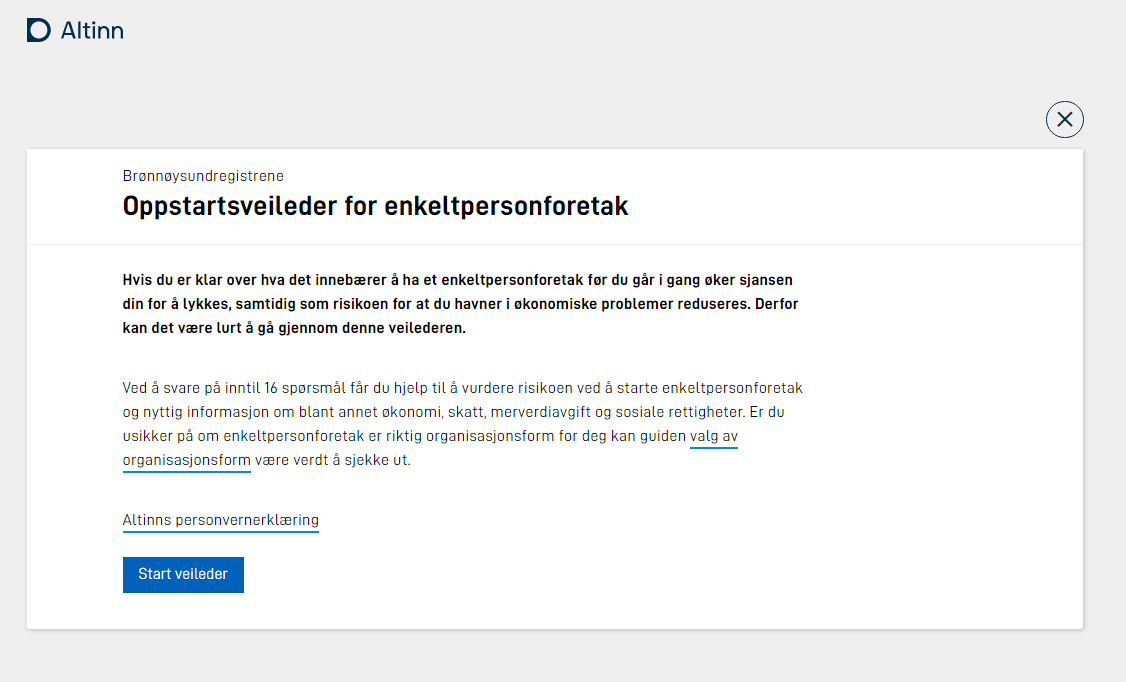 Altinn
Brønnøysundregistrene
Oppstartsveileder for enkeltpersonforetak
Hvis du er klar over hva det innebærer å ha et enkeltpersonforetak før du går i gang øker sjansen
din for å lykkes, samtidig som risikoen for at du havner i økonomiske problemer reduseres. Derfor
kan det være lurt å gå gjennom denne veilederen.
Ved å svare på inntil 16 spørsmål får du hjelp til å vurdere risikoen ved å starte enkeltpersonforetak
og nyttig informasjon om blant annet økonomi, skatt, merverdiavgift og sosiale rettigheter. Er du
usikker på om enkeltpersonforetak er riktig organisasjonsform for deg kan guiden valg av
organisasjonsform være verdt å sjekke ut.
Altinns personvernerklæring
Start veileder